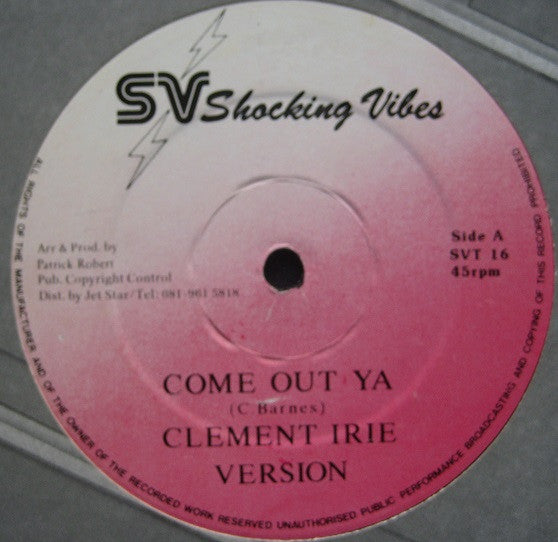 SV Shocking Vibes
Side A
SVT 16
45rpm
Arr & Prod. by
Patrick Robert
Pub. Copyright Control
Dist. by Jet Star/Tel: 081-961 5818
COME OUT YA
(C Barnes)
CLEMENT IRIE
VERSION
ALL RIGHTS OF THE MANUFACTURER AND OF THE OWNER OF THE RECORDED WORK RESERVED UNAUTHORISED PUBLIC PERFORMANCE BROADCASTING AND COPYING OF THIS RECORD PROHIBITED